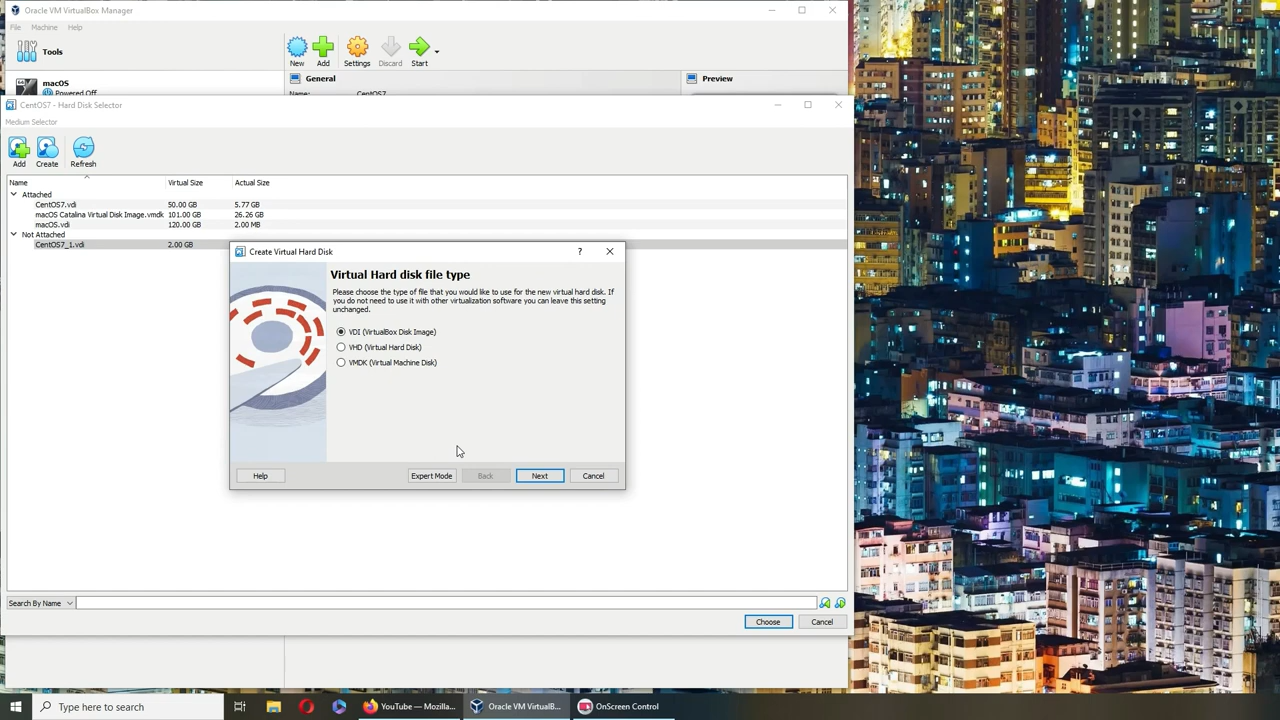 Oracle VM VirtualBox Manager
File Machine Help
Tools
New Add Settings Discard Start
macOS
Powered Off
General
Preview
Name: CentOS7
CentOS7 - Hard Disk Selector
Medium Selector
Add Create Refresh
Name Virtual Size Actual Size
Attached
CentOS7.vdi 50.00 GB 5.77 GB
macOS Catalina Virtual Disk Image.vmdk 101.00 GB 26.26 GB
macOS.vdi 120.00 GB 2.00 MB
Not Attached
CentOS7_1.vdi 2.00 GB
Create Virtual Hard Disk ?
Virtual Hard disk file type
Please choose the type of file that you would like to use for the new virtual hard disk. If
you do not need to use it with other virtualization software you can leave this setting
unchanged.
VDI (VirtualBox Disk Image)
VHD (Virtual Hard Disk)
VMDK (Virtual Machine Disk)
Help Expert Mode Back Next Cancel
Search By Name
Choose Cancel
Type here to search
YouTube — Mozilla...
Oracle VM VirtualB...
OnScreen Control